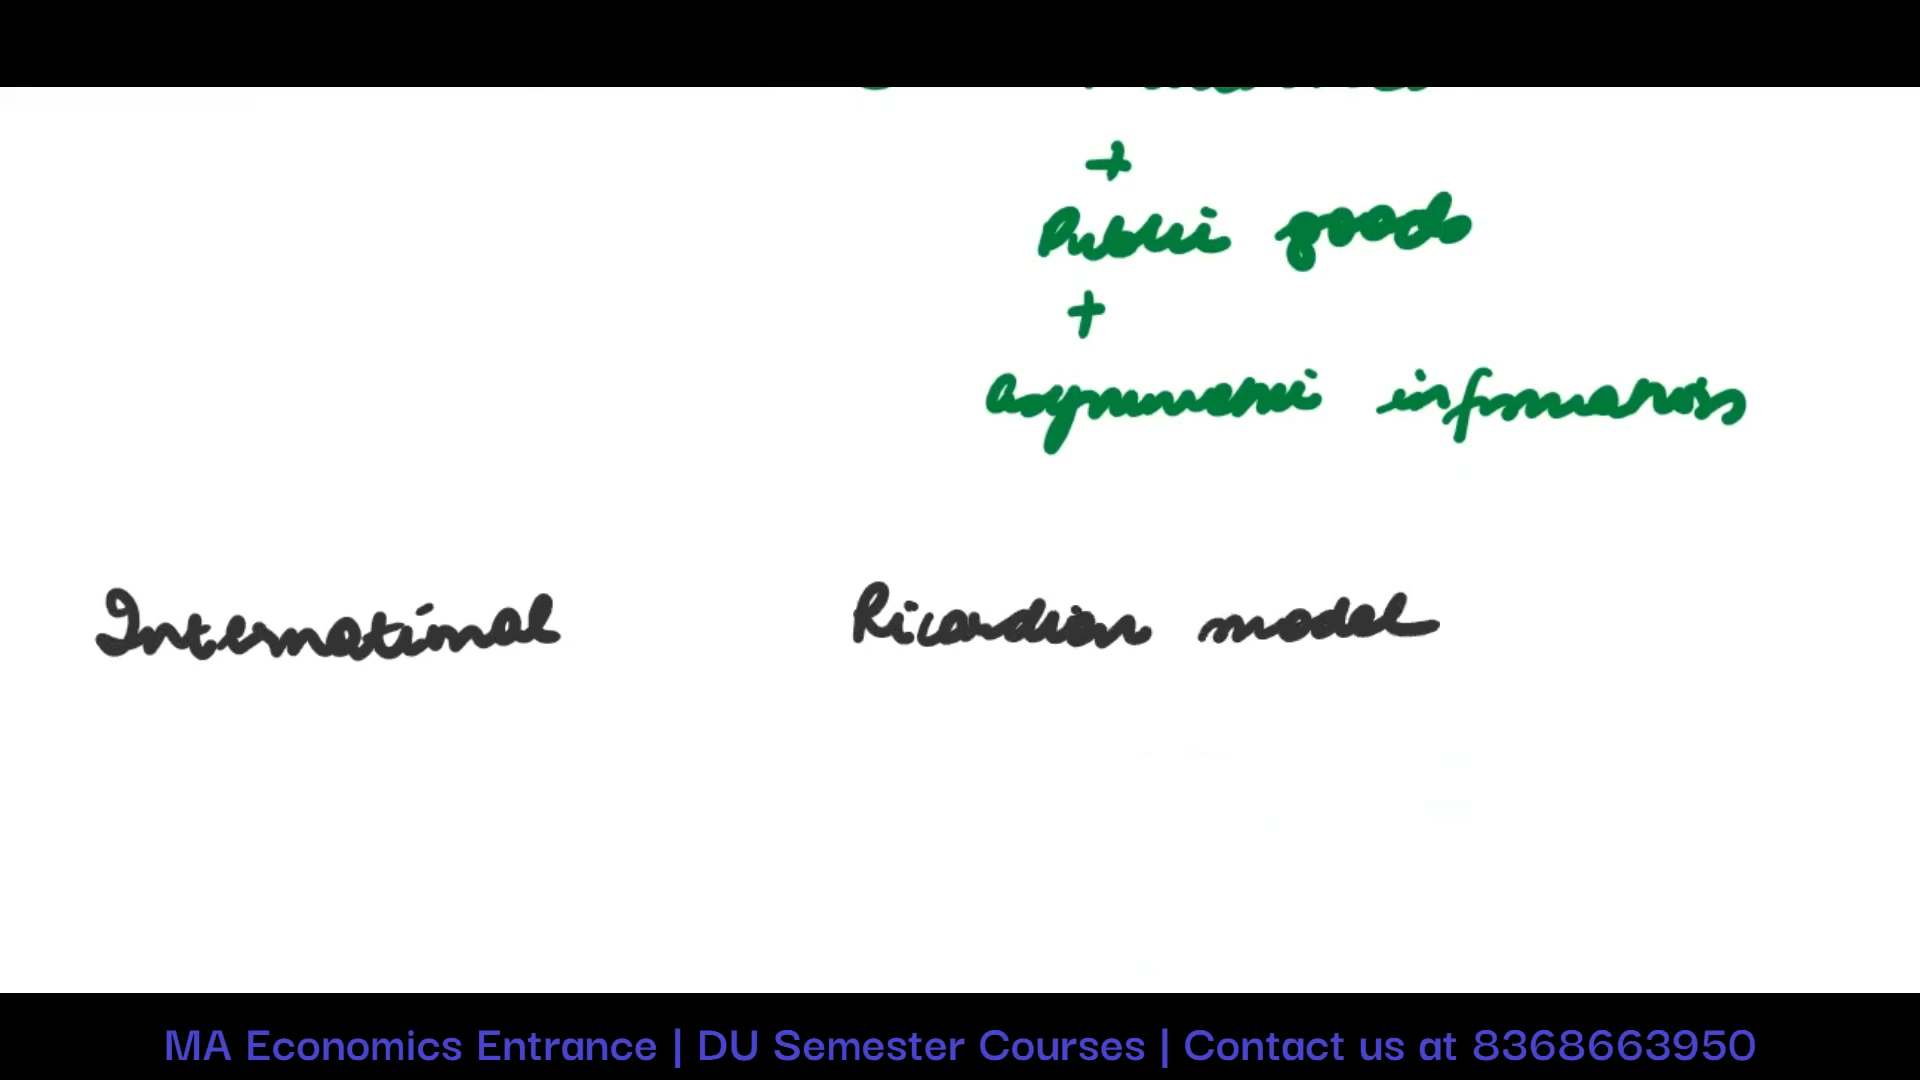 +
Public goods
+
Asymmetric information
International Ricardian model
MA Economics Entrance | DU Semester Courses | Contact us at 8368663950